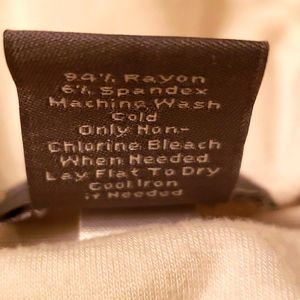 94% Rayon
6% Spandex
Machine Wash
Cold
Only Non-
Chlorine Bleach
When Needed
Lay Flat To Dry
Cool Iron
if Needed